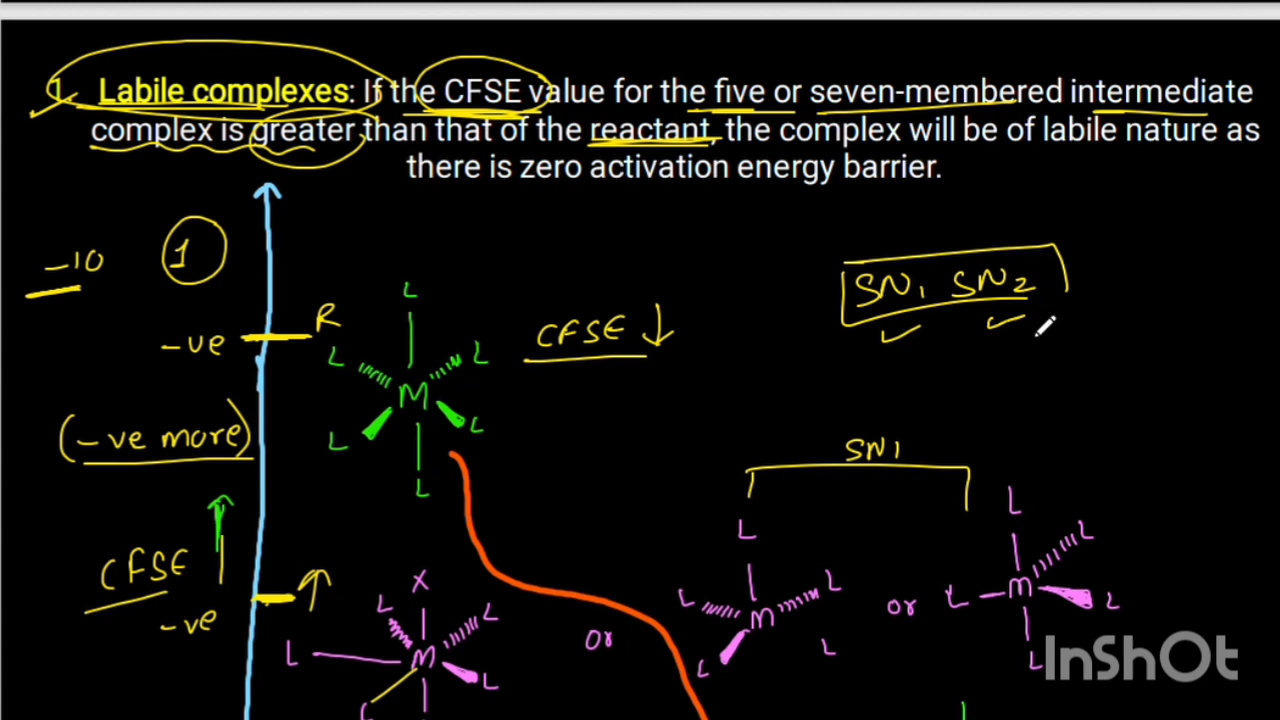 1. Labile complexes: If the CFSE value for the five or seven-membered intermediate
complex is greater than that of the reactant, the complex will be of labile nature as
there is zero activation energy barrier.
-10
1
SN1 SN2
-ve
R
CFSE ↓
L
L
L
M
L
L
L
(-ve more)
SN1
CFSE ↑
-ve
X
L
L
L
M
L
or
L
L
L
M
L
L
or
L
L
L
M
L
L
InShOt